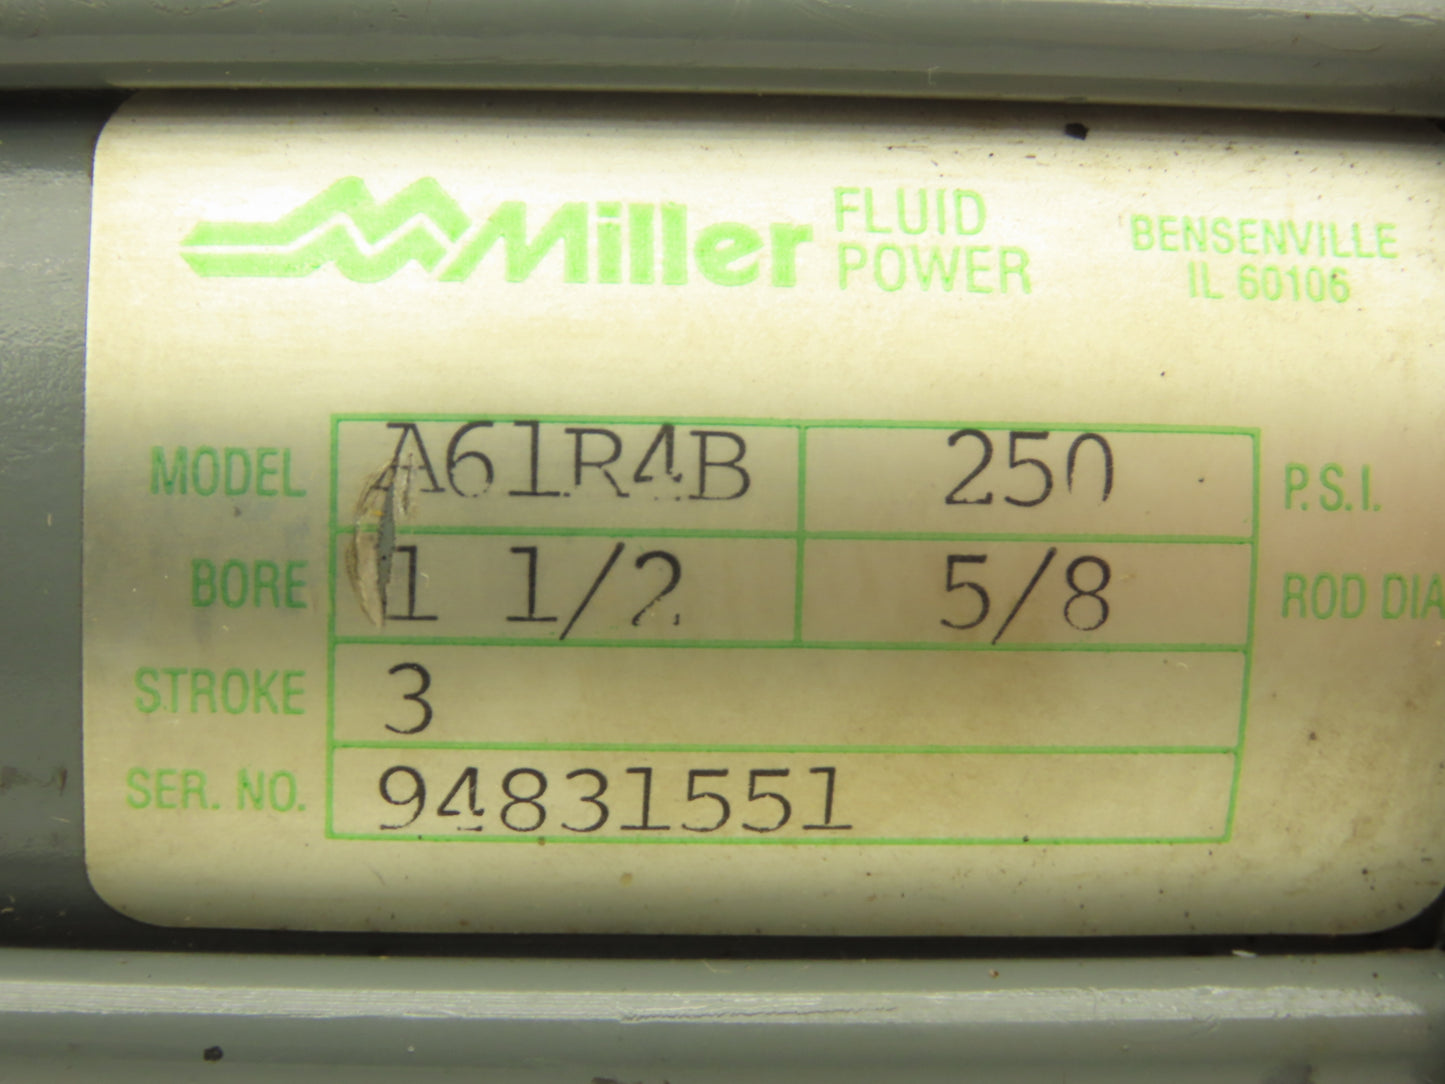 Miller FLUID POWER
BENSENVILLE
IL 60106
MODEL A61R4B 250 P.S.I.
BORE 1 1/2 5/8 ROD DIA
STROKE 3
SER. NO. 94831551